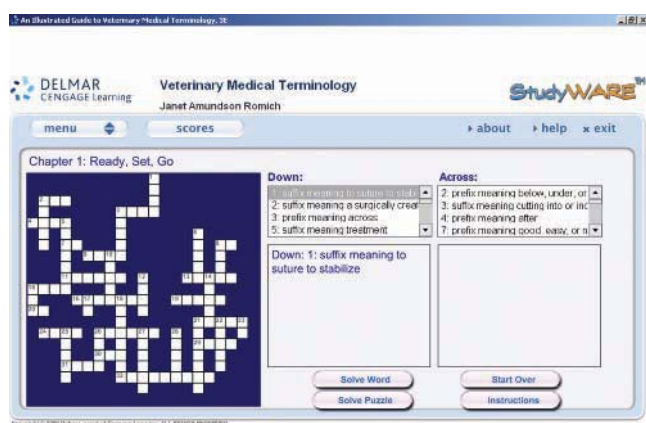 An Illustrated Guide to Veterinary Medical Terminology, 3E
DELMAR
CENGAGE Learning
Veterinary Medical Terminology
Janet Amundson Romich
StudyWARE™
menu
scores
about
help
x exit
Chapter 1: Ready, Set, Go
Down:
1: suffix meaning to suture to stabi
2: suffix meaning a surgically creat
3: prefix meaning across
5: suffix meaning treatment
Across:
2: prefix meaning below, under, or
3: suffix meaning cutting into or inc
4: prefix meaning after
7: prefix meaning good, easy, or n
Down: 1: suffix meaning to
suture to stabilize
Solve Word
Solve Puzzle
Start Over
Instructions